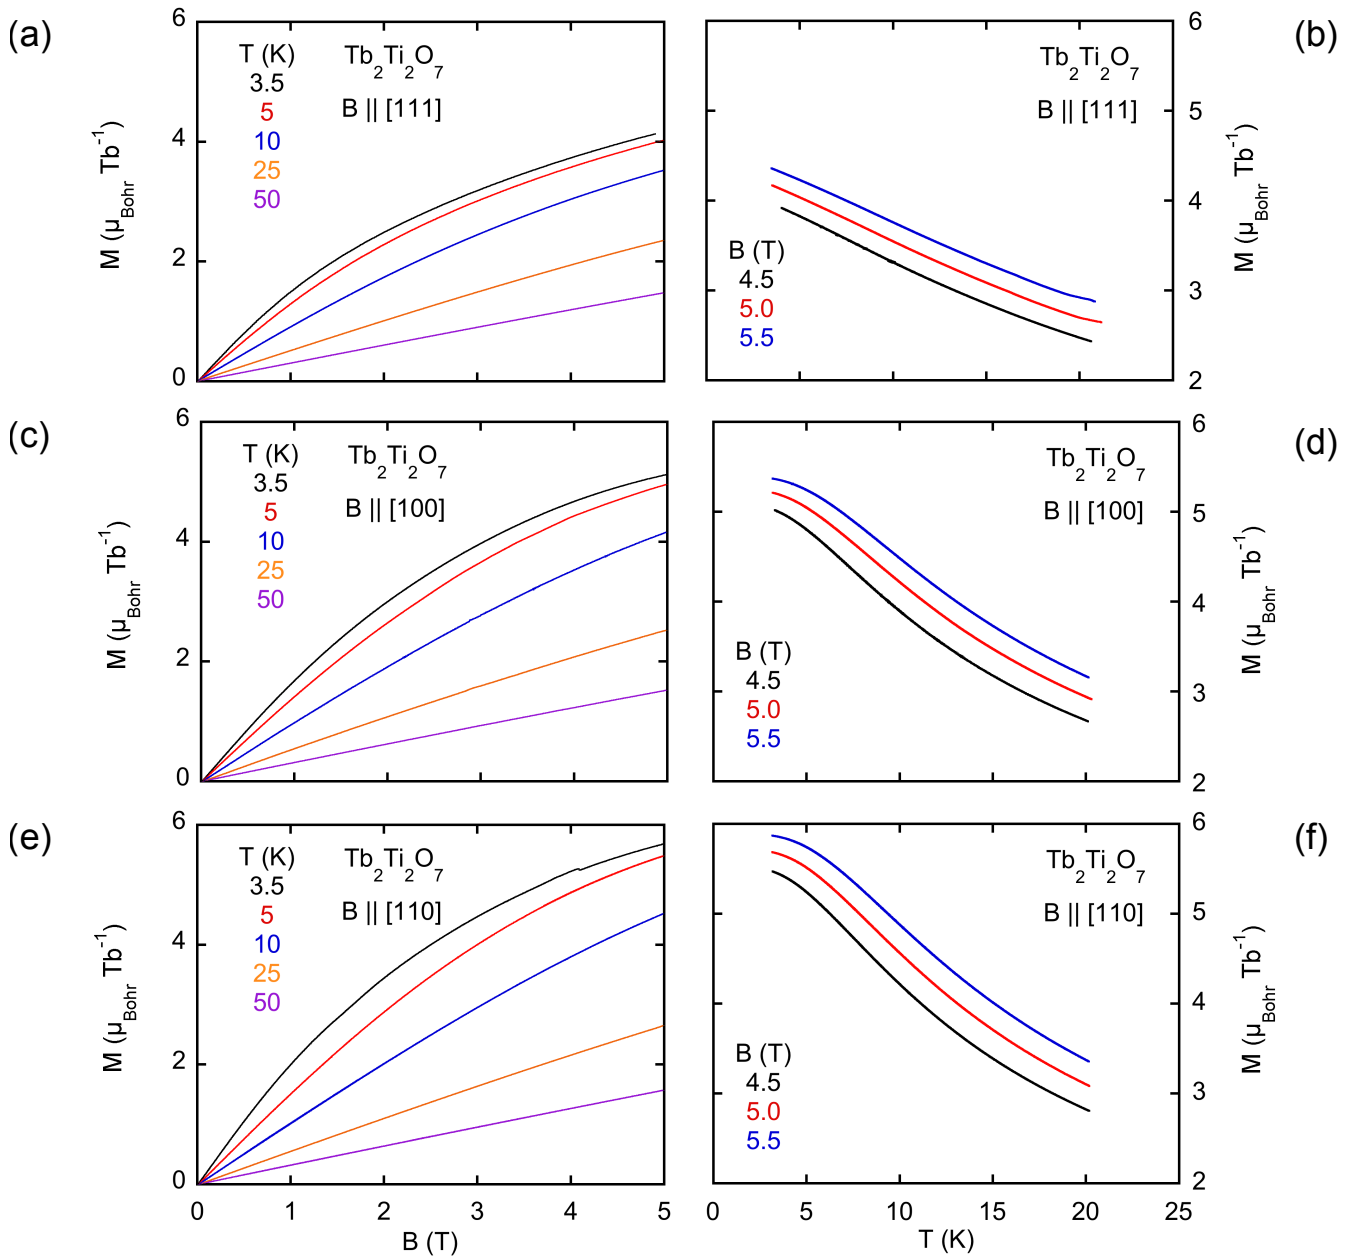 (a)
6
4
2
0
M (μBohr Tb-1)
T (K)
3.5
5
10
25
50
Tb2Ti2O7
B || [111]
(b)
6
5
4
3
2
M (μBohr Tb-1)
Tb2Ti2O7
B || [111]
B (T)
4.5
5.0
5.5
(c)
6
4
2
0
M (μBohr Tb-1)
T (K)
3.5
5
10
25
50
Tb2Ti2O7
B || [100]
(d)
6
5
4
3
2
M (μBohr Tb-1)
Tb2Ti2O7
B || [100]
B (T)
4.5
5.0
5.5
(e)
6
4
2
0
M (μBohr Tb-1)
T (K)
3.5
5
10
25
50
Tb2Ti2O7
B || [110]
0 1 2 3 4 5
B (T)
(f)
6
5
4
3
2
M (μBohr Tb-1)
Tb2Ti2O7
B || [110]
B (T)
4.5
5.0
5.5
0 5 10 15 20 25
T (K)